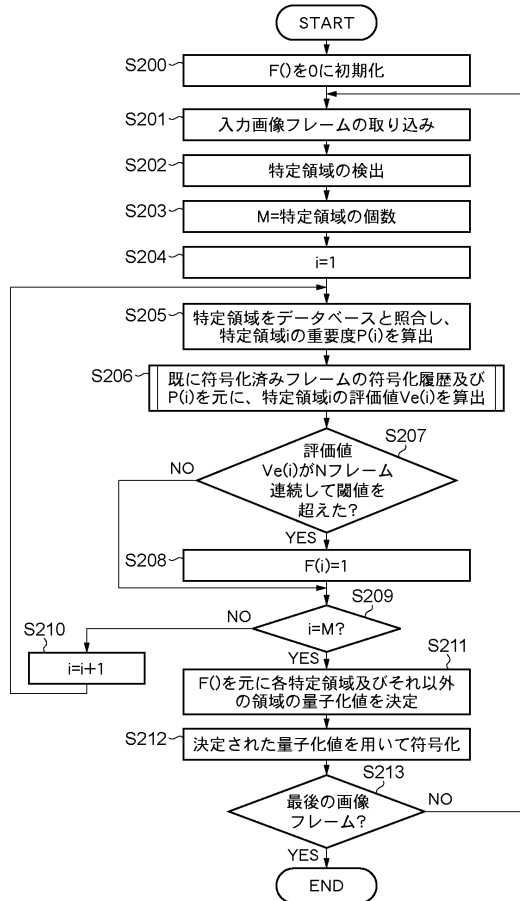 START
S200
F()を0に初期化
S201
入力画像フレームの取り込み
S202
特定領域の検出
S203
M=特定領域の個数
S204
i=1
S205
特定領域をデータベースと照合し、
特定領域iの重要度P(i)を算出
S206
既に符号化済みフレームの符号化履歴及び
P(i)を元に、特定領域iの評価値Ve(i)を算出
S207
評価値
Ve(i)がNフレーム
連続して閾値を
超えた?
NO
YES
S208
F(i)=1
S209
i=M?
NO
YES
S210
i=i+1
S211
F()を元に各特定領域及びそれ以外
の領域の量子化値を決定
S212
決定された量子化値を用いて符号化
S213
最後の画像
フレーム?
NO
YES
END